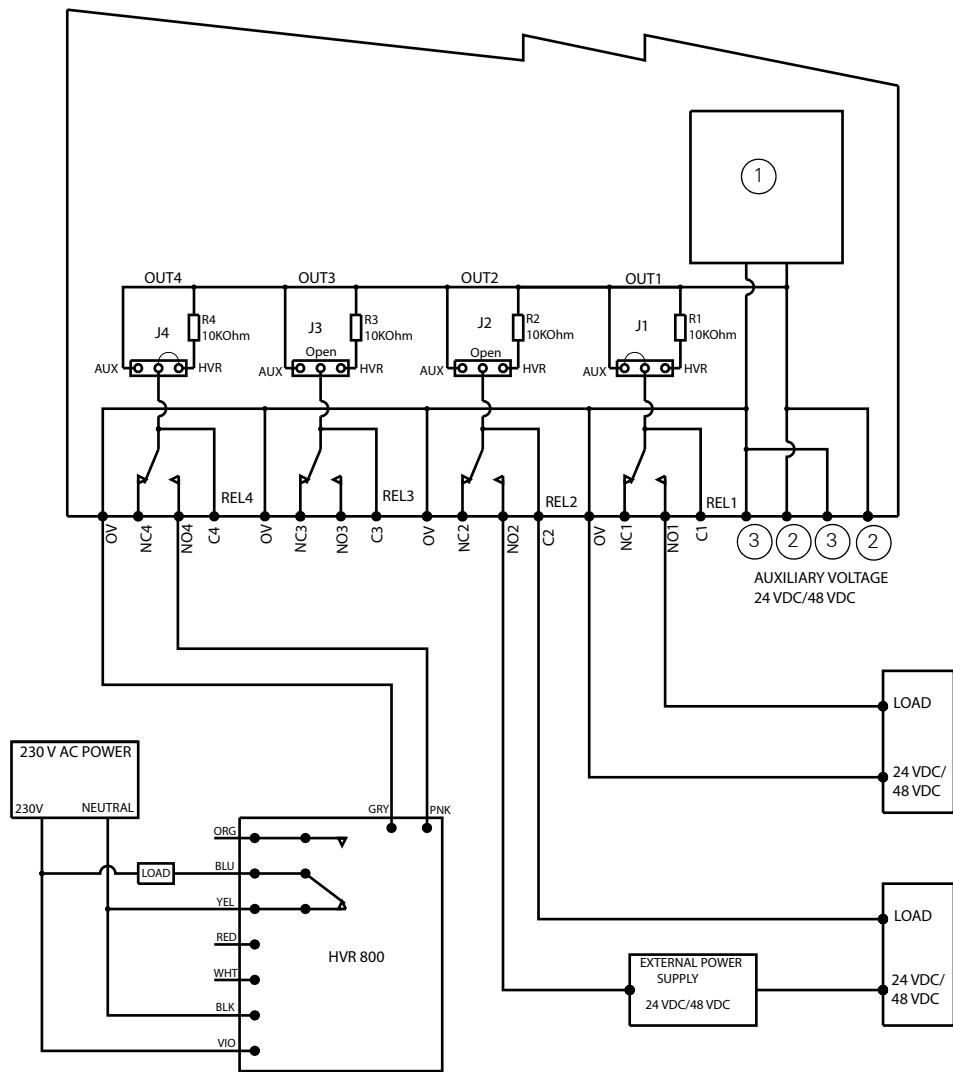 1
OUT4
OUT3
OUT2
OUT1
J4
R4
10KOhm
J3
R3
10KOhm
J2
R2
10KOhm
J1
R1
10KOhm
Open
Open
AUX
HVR
AUX
HVR
AUX
HVR
AUX
HVR
REL4
REL3
REL2
REL1
OV
NC4
NO4
C4
OV
NC3
NO3
C3
OV
NC2
NO2
C2
OV
NC1
NO1
C1
3
2
3
2
AUXILIARY VOLTAGE
24 VDC/48 VDC
LOAD
24 VDC/
48 VDC
230 V AC POWER
230V
NEUTRAL
GRY
PNK
ORG
BLU
LOAD
YEL
RED
WHT
BLK
VIO
HVR 800
EXTERNAL POWER
SUPPLY
24 VDC/48 VDC
LOAD
24 VDC/
48 VDC